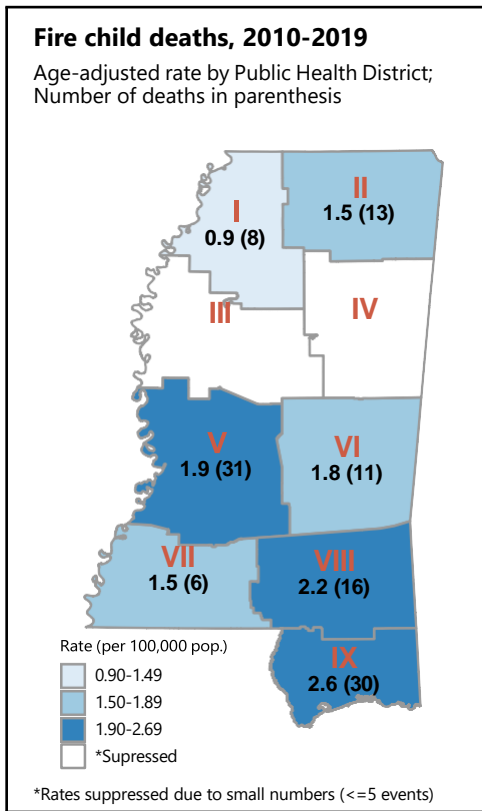 Fire child deaths, 2010-2019
Age-adjusted rate by Public Health District;
Number of deaths in parenthesis
I
0.9 (8)
II
1.5 (13)
III
IV
V
1.9 (31)
VI
1.8 (11)
VII
1.5 (6)
VIII
2.2 (16)
IX
2.6 (30)
Rate (per 100,000 pop.)
0.90-1.49
1.50-1.89
1.90-2.69
*Supressed
*Rates suppressed due to small numbers (<=5 events)